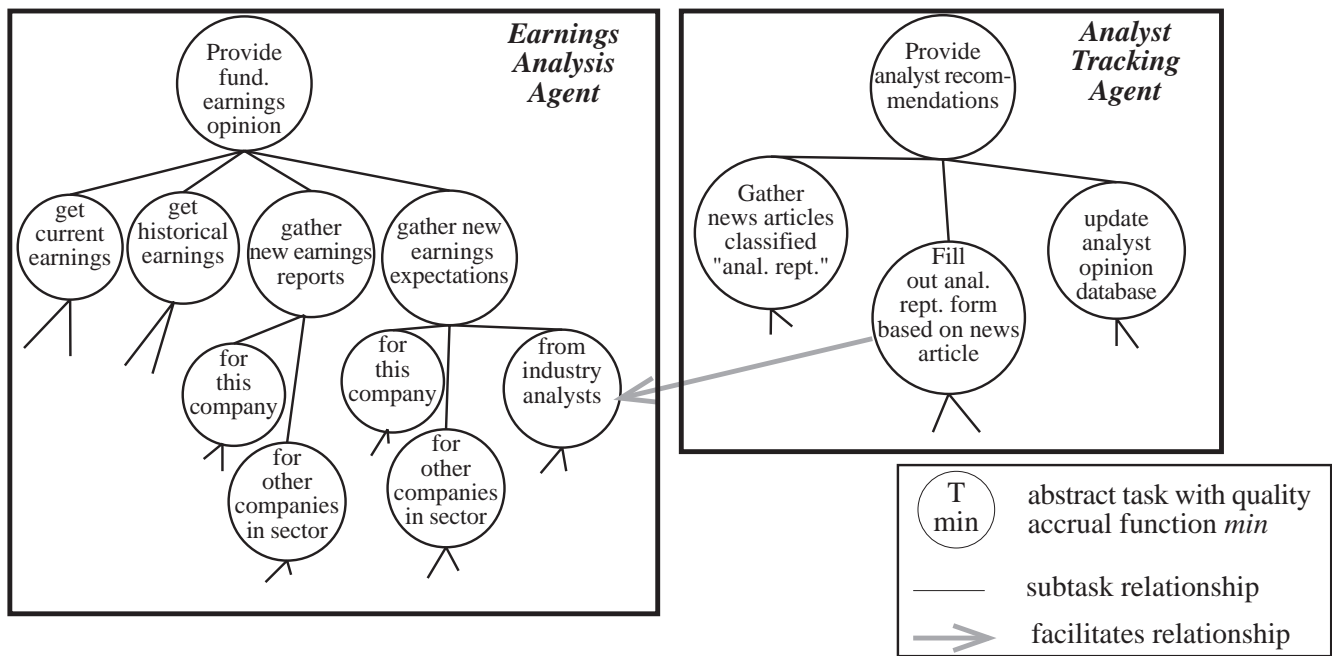 Earnings
Analysis
Agent
Provide
fund.
earnings
opinion
get
current
earnings
get
historical
earnings
gather
new earnings
reports
gather new
earnings
expectations
for
this
company
for
other
companies
in sector
for
this
company
for
other
companies
in sector
from
industry
analysts
Analyst
Tracking
Agent
Provide
analyst recom-
mendations
Gather
news articles
classified
"anal. rept."
Fill
out anal.
rept. form
based on news
article
update
analyst
opinion
database
T
min
abstract task with quality
accrual function min
subtask relationship
facilitates relationship